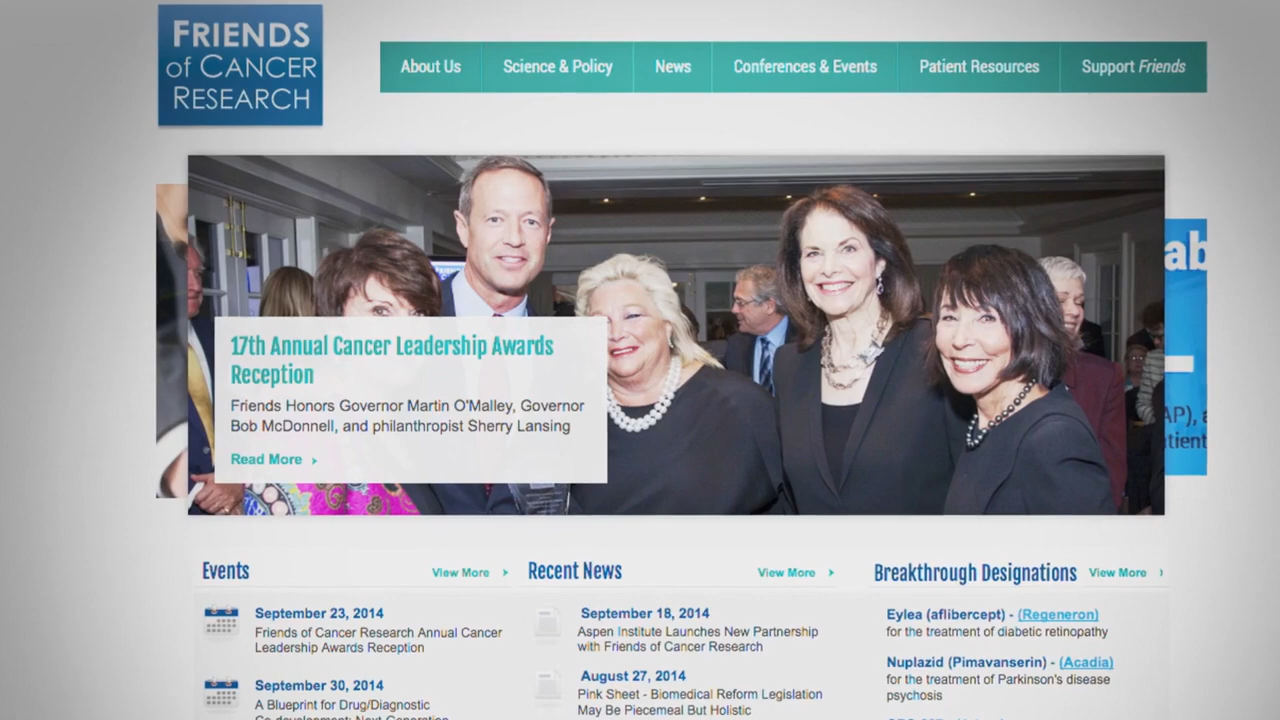 FRIENDS
of CANCER
RESEARCH
About Us
Science & Policy
News
Conferences & Events
Patient Resources
Support Friends
17th Annual Cancer Leadership Awards
Reception
Friends Honors Governor Martin O'Malley, Governor
Bob McDonnell, and philanthropist Sherry Lansing
Read More
Events
View More
September 23, 2014
Friends of Cancer Research Annual Cancer
Leadership Awards Reception
September 30, 2014
A Blueprint for Drug/Diagnostic
Recent News
View More
September 18, 2014
Aspen Institute Launches New Partnership
with Friends of Cancer Research
August 27, 2014
Pink Sheet - Biomedical Reform Legislation
May Be Piecemeal But Holistic
Breakthrough Designations
View More
Eylea (aflibercept) - (Regeneron)
for the treatment of diabetic retinopathy
Nuplazid (Pimavanserin) - (Acadia)
for the treatment of Parkinson's disease
psychosis